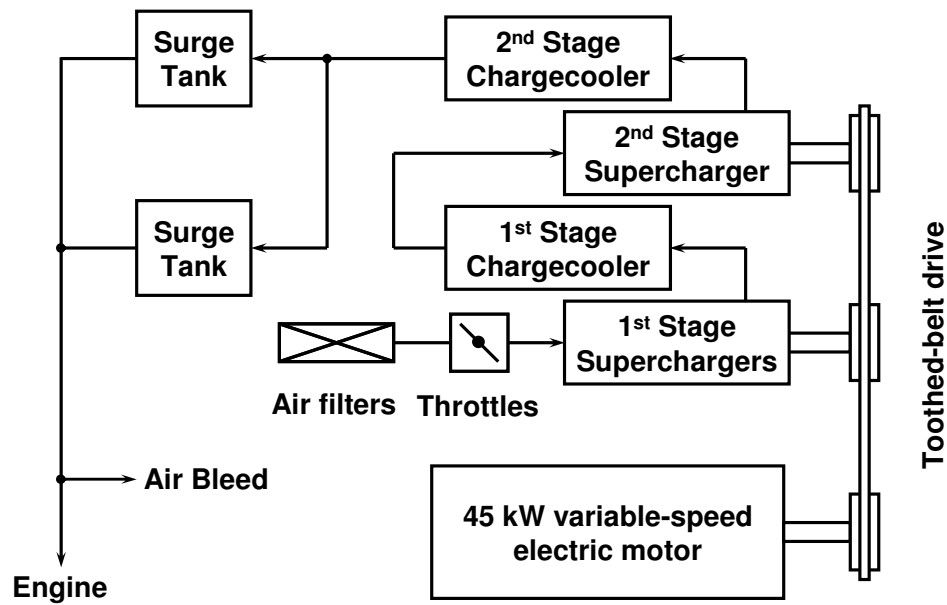 Surge
Tank
2nd Stage
Chargecooler
2nd Stage
Supercharger
Surge
Tank
1st Stage
Chargecooler
1st Stage
Superchargers
Air filters
Throttles
Toothed-belt drive
Air Bleed
45 kW variable-speed
electric motor
Engine